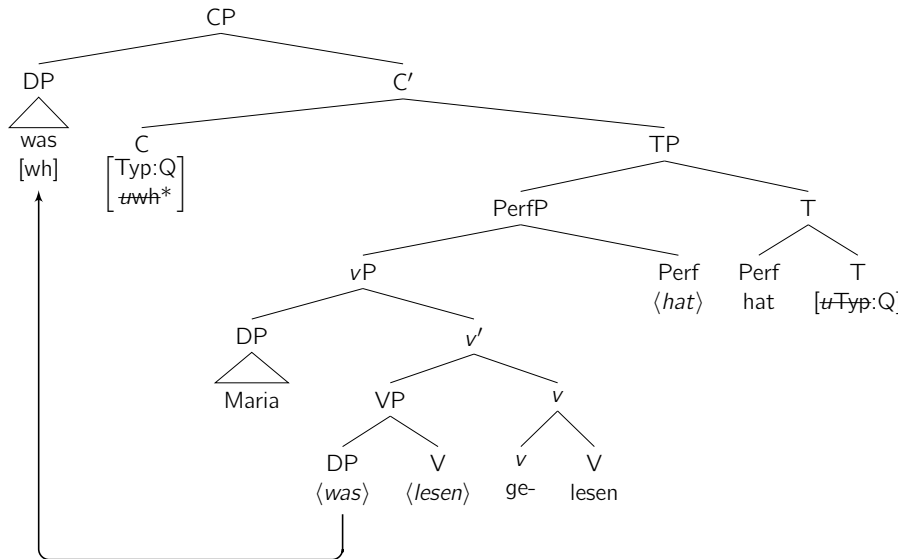 CP
DP C′
was C TP
[wh] [Typ:Q
uwh*] PerfP T
vP Perf Perf T
⟨hat⟩ hat [uTyp:Q]
DP v′
Maria VP v
DP V v V
⟨was⟩ ⟨lesen⟩ ge- lesen